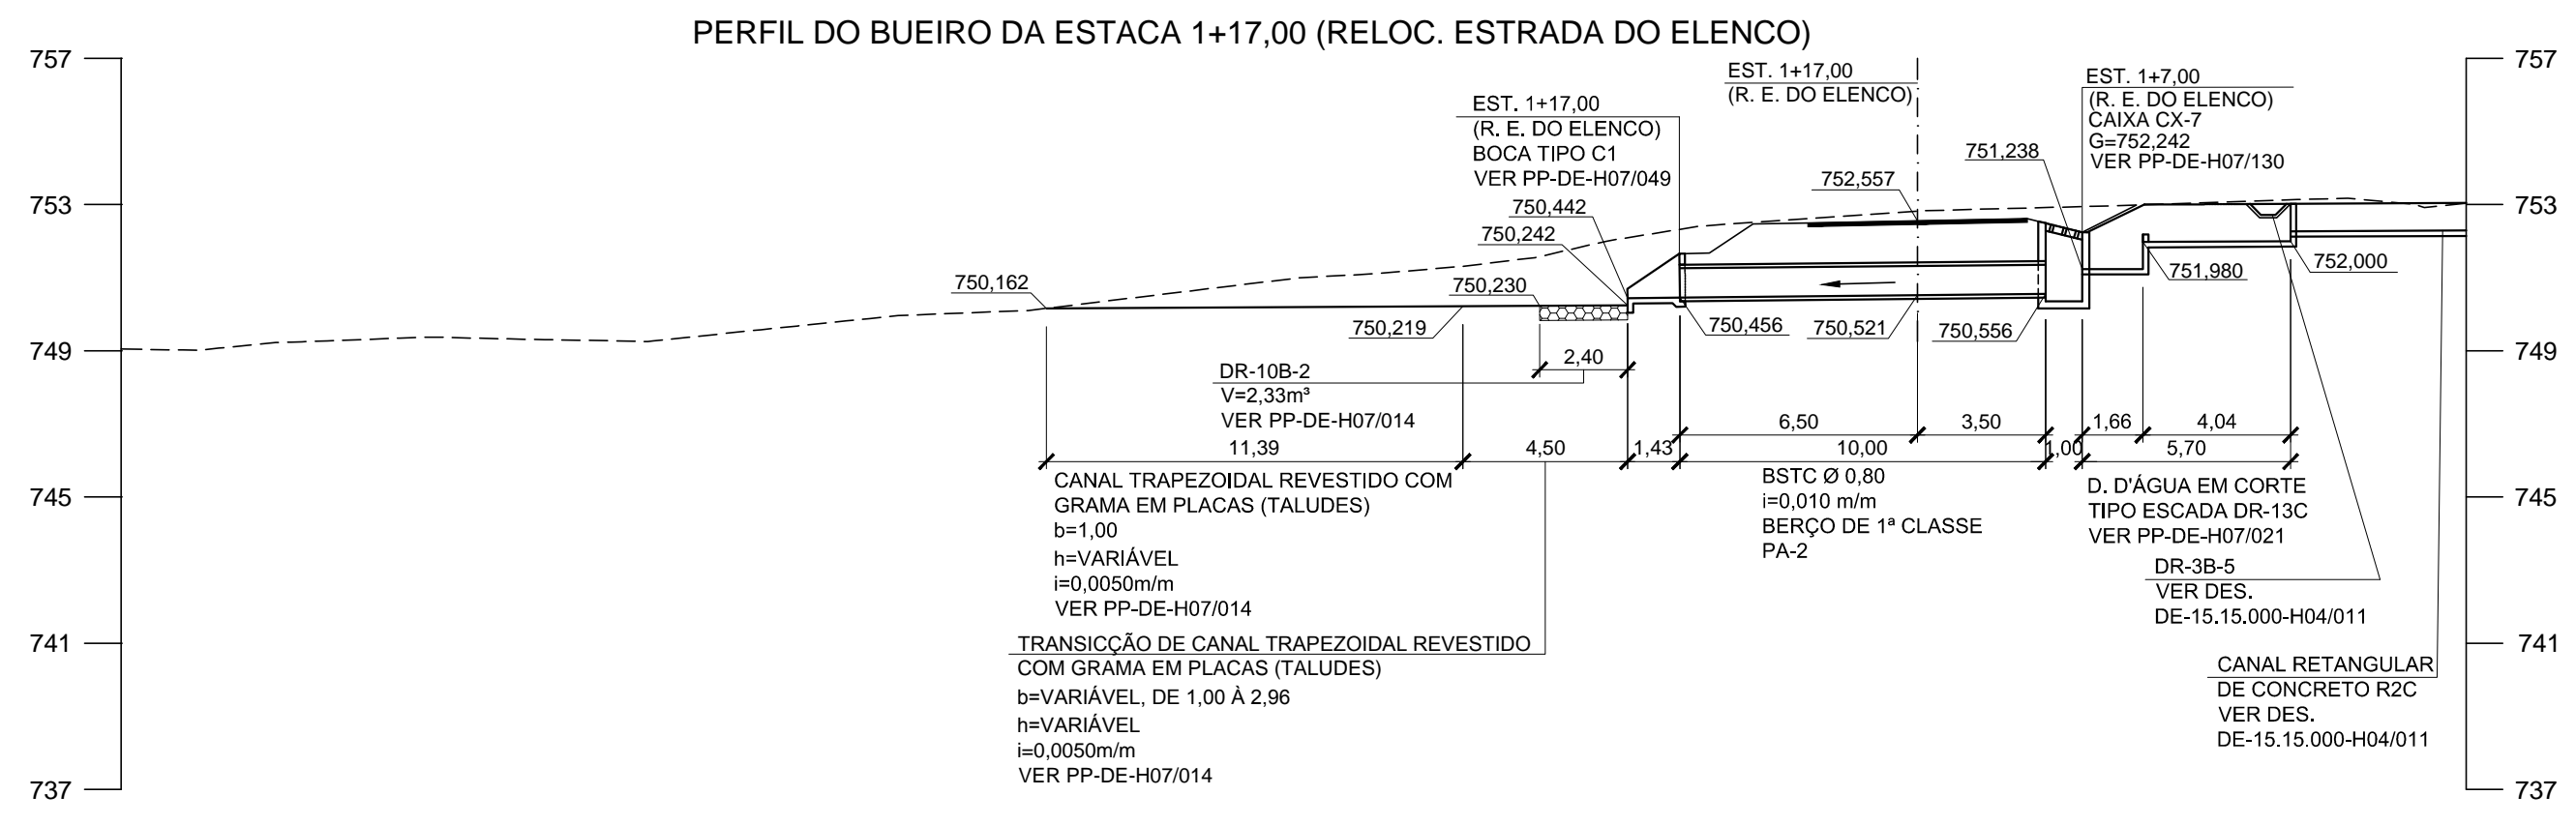 PERFIL DO BUEIRO DA ESTACA 1+17,00 (RELOC. ESTRADA DO ELENCO)
757
753
749
745
741
737
757
753
749
745
741
737
EST. 1+17,00
(R. E. DO ELENCO)
BOCA TIPO C1
VER PP-DE-H07/049
EST. 1+17,00
(R. E. DO ELENCO)
EST. 1+7,00
(R. E. DO ELENCO)
CAIXA CX-7
G=752,242
VER PP-DE-H07/130
751,238
752,557
750,442
750,242
750,162
750,230
750,219
750,456
750,521
750,556
751,980
752,000
2,40
DR-10B-2
V=2,33m³
VER PP-DE-H07/014
6,50
3,50
1,66
4,04
11,39
4,50
1,43
10,00
1,00
5,70
CANAL TRAPEZOIDAL REVESTIDO COM
GRAMA EM PLACAS (TALUDES)
b=1,00
h=VARIÁVEL
i=0,0050m/m
VER PP-DE-H07/014
TRANSICÇÃO DE CANAL TRAPEZOIDAL REVESTIDO
COM GRAMA EM PLACAS (TALUDES)
b=VARIÁVEL, DE 1,00 À 2,96
h=VARIÁVEL
i=0,0050m/m
VER PP-DE-H07/014
BSTC Ø 0,80
i=0,010 m/m
BERÇO DE 1ª CLASSE
PA-2
D. D'ÁGUA EM CORTE
TIPO ESCADA DR-13C
VER PP-DE-H07/021
DR-3B-5
VER DES.
DE-15.15.000-H04/011
CANAL RETANGULAR
DE CONCRETO R2C
VER DES.
DE-15.15.000-H04/011